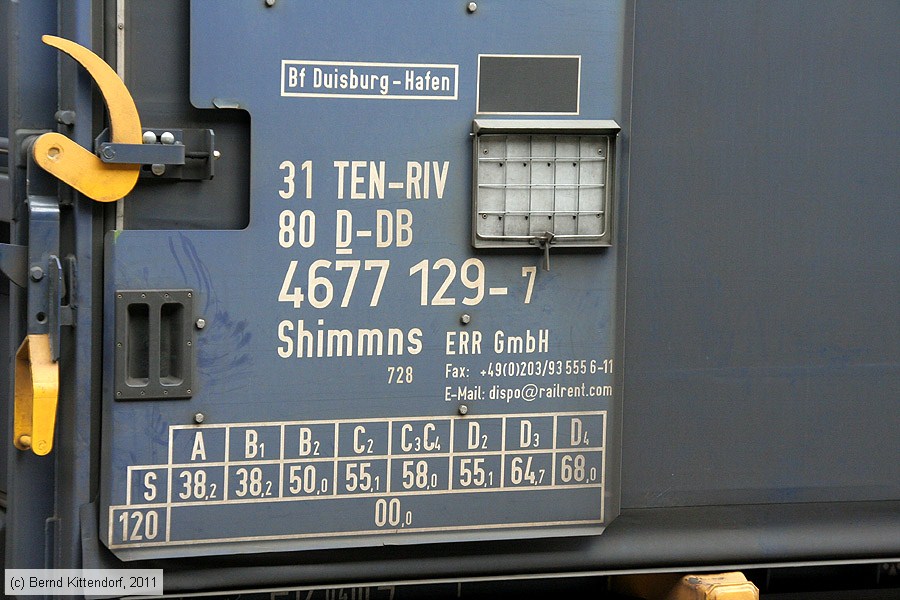 Bf Duisburg-Hafen
31 TEN-RIV
80 D-DB
4677 129-7
Shimmns
728
ERR GmbH
Fax: +49(0)203/93 555 6-11
E-Mail: dispo@railrent.com
A B1 B2 C2 C3C4 D2 D3 D4
S 38,2 38,2 50,0 55,1 58,0 55,1 64,7 68,0
120 00,0
(c) Bernd Kittendorf, 2011